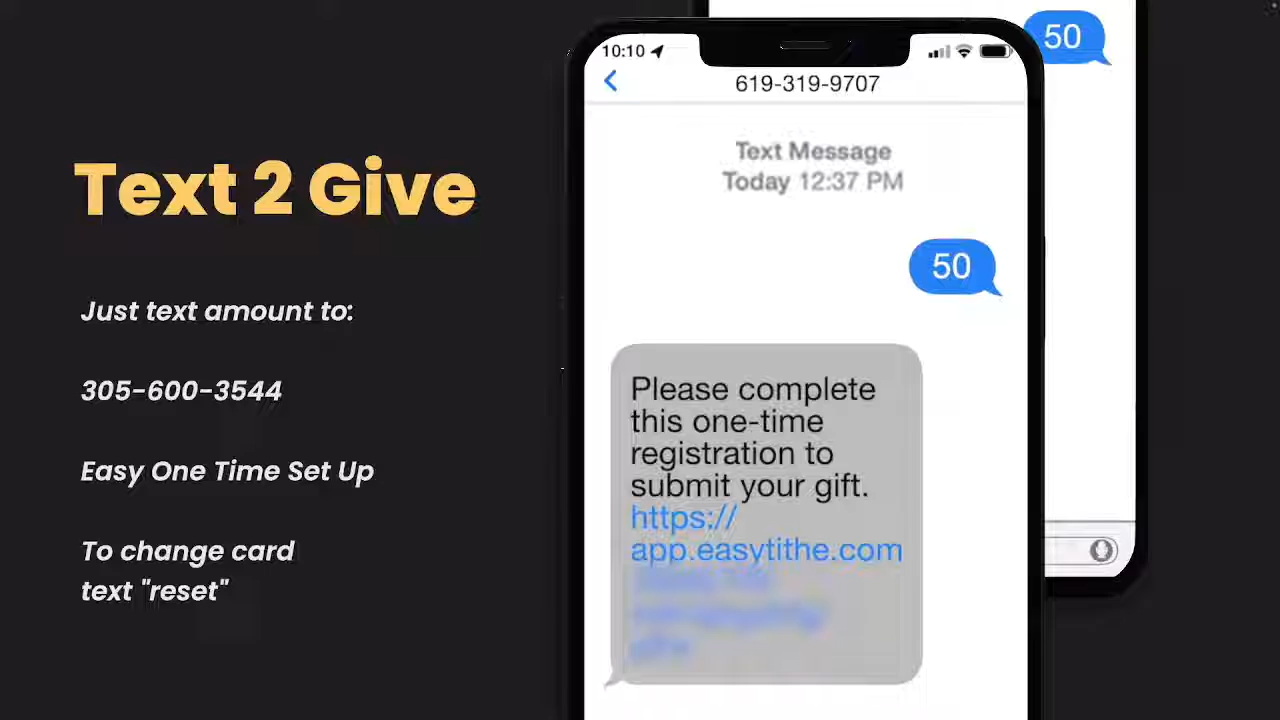 Text 2 Give
Just text amount to:
305-600-3544
Easy One Time Set Up
To change card
text "reset"
10:10
619-319-9707
Text Message
Today 12:37 PM
50
Please complete
this one-time
registration to
submit your gift.
https://
app.easytithe.com
50